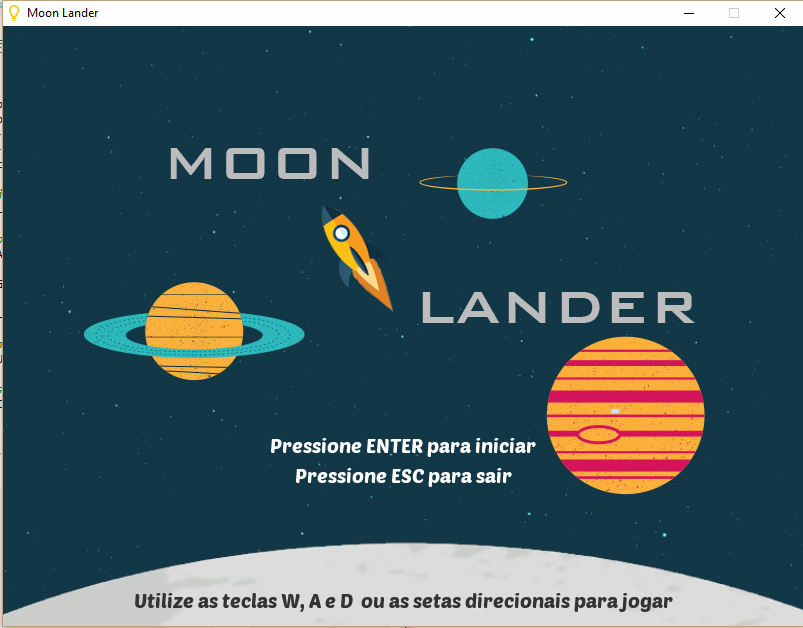 Moon Lander
MOON
LANDER
Pressione ENTER para iniciar
Pressione ESC para sair
Utilize as teclas W, A e D ou as setas direcionais para jogar